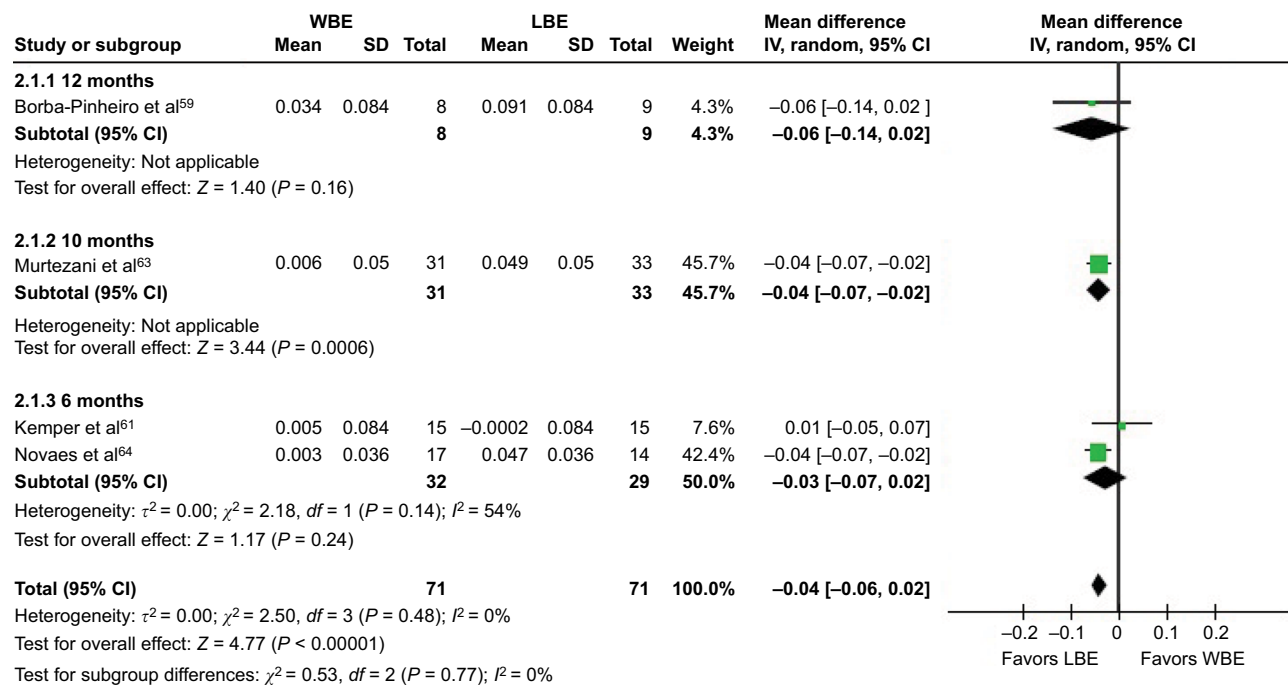 WBE LBE Mean difference Mean difference
Study or subgroup Mean SD Total Mean SD Total Weight IV, random, 95% CI IV, random, 95% CI
2.1.1 12 months
Borba-Pinheiro et al⁵⁹ 0.034 0.084 8 0.091 0.084 9 4.3% –0.06 [–0.14, 0.02 ]
Subtotal (95% CI) 8 9 4.3% –0.06 [–0.14, 0.02]
Heterogeneity: Not applicable
Test for overall effect: Z = 1.40 (P = 0.16)
2.1.2 10 months
Murtezani et al⁶³ 0.006 0.05 31 0.049 0.05 33 45.7% –0.04 [–0.07, –0.02]
Subtotal (95% CI) 31 33 45.7% –0.04 [–0.07, –0.02]
Heterogeneity: Not applicable
Test for overall effect: Z = 3.44 (P = 0.0006)
2.1.3 6 months
Kemper et al⁶¹ 0.005 0.084 15 –0.0002 0.084 15 7.6% 0.01 [–0.05, 0.07]
Novaes et al⁶⁴ 0.003 0.036 17 0.047 0.036 14 42.4% –0.04 [–0.07, –0.02]
Subtotal (95% CI) 32 29 50.0% –0.03 [–0.07, 0.02]
Heterogeneity: τ² = 0.00; χ² = 2.18, df = 1 (P = 0.14); I² = 54%
Test for overall effect: Z = 1.17 (P = 0.24)
Total (95% CI) 71 71 100.0% –0.04 [–0.06, 0.02]
Heterogeneity: τ² = 0.00; χ² = 2.50, df = 3 (P = 0.48); I² = 0%
Test for overall effect: Z = 4.77 (P < 0.00001)
Test for subgroup differences: χ² = 0.53, df = 2 (P = 0.77); I² = 0%
–0.2 –0.1 0 0.1 0.2
Favors LBE Favors WBE